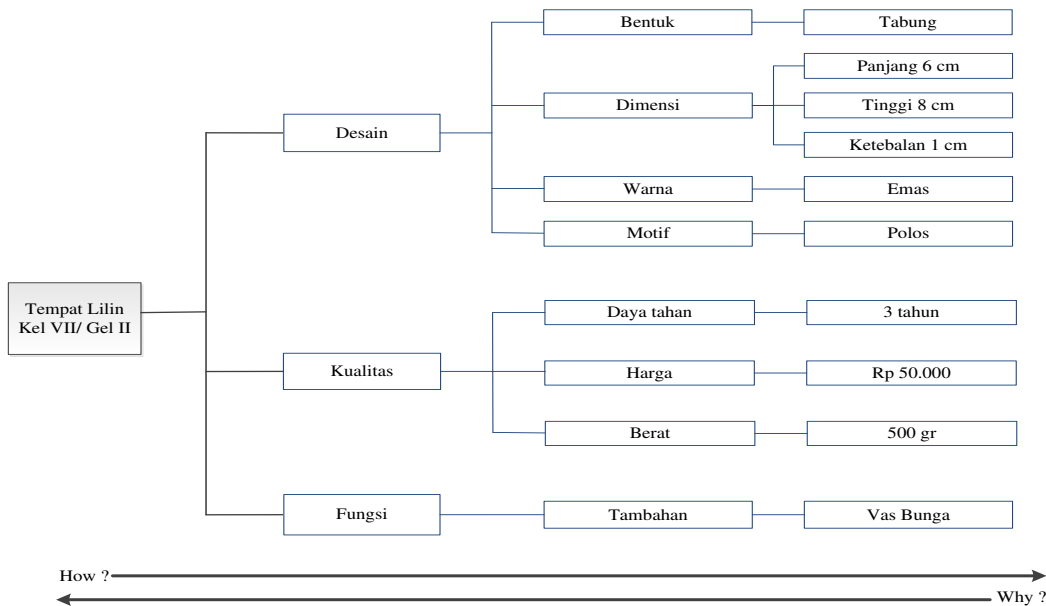 Bentuk
Tabung
Panjang 6 cm
Dimensi
Tinggi 8 cm
Desain
Ketebalan 1 cm
Warna
Emas
Motif
Polos
Tempat Lilin
Kel VII/ Gel II
Daya tahan
3 tahun
Kualitas
Harga
Rp 50.000
Berat
500 gr
Fungsi
Tambahan
Vas Bunga
How ?
Why ?